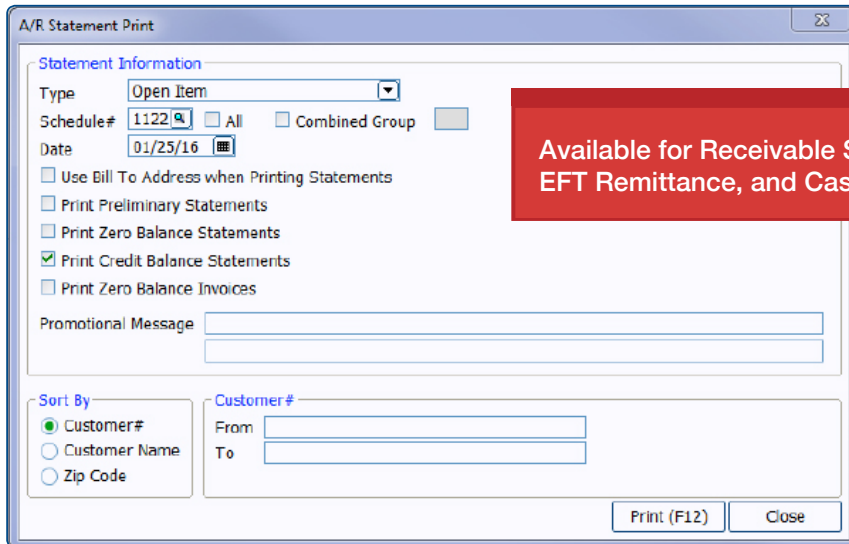 A/R Statement Print
Statement Information
Type Open Item
Schedule# 1122 All Combined Group
Date 01/25/16
Available for Receivable
EFT Remittance, and
Use Bill To Address when Printing Statements
Print Preliminary Statements
Print Zero Balance Statements
Print Credit Balance Statements
Print Zero Balance Invoices
Promotional Message
Sort By
Customer#
Customer Name
Zip Code
Customer#
From
To
Print (F12) Close